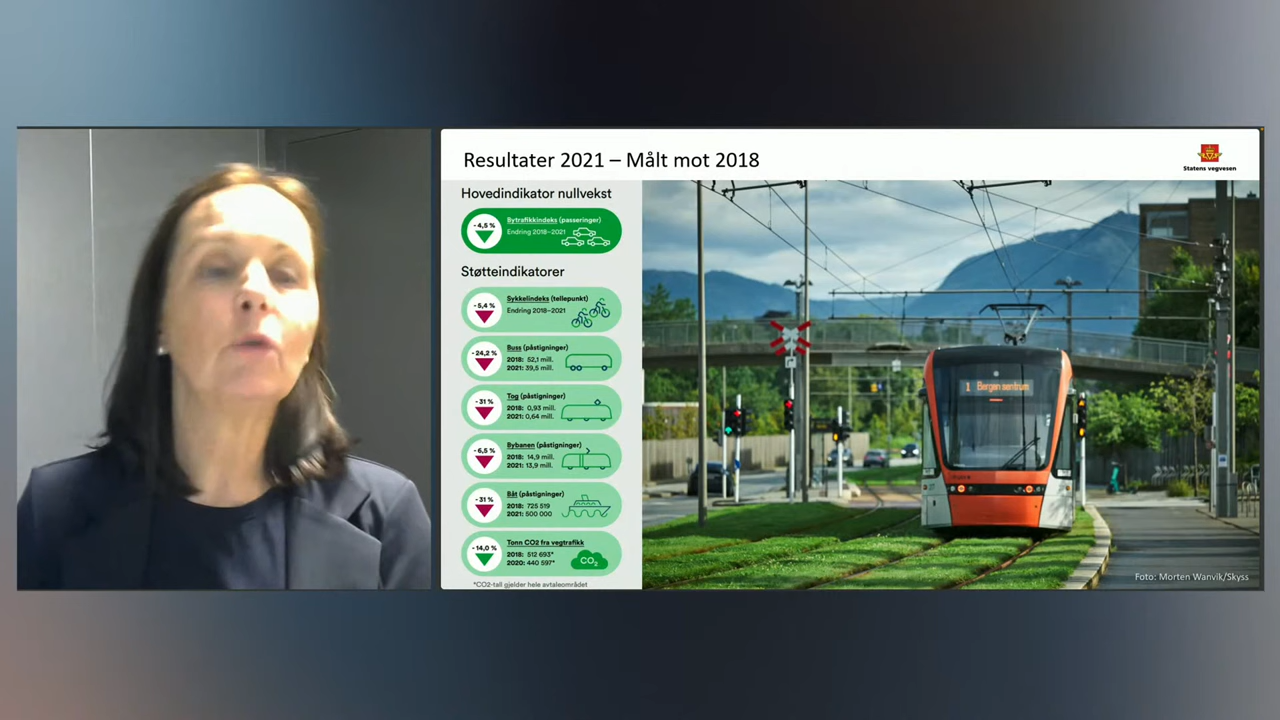 Resultater 2021 – Målt mot 2018
Statens vegvesen
Hovedindikator nullvekst
- 4,5 %
Bytrafikkindeks (passeringer)
Endring 2018–2021
Støtteindikatorer
- 5,4 %
Sykkelindeks (tellepunkt)
Endring 2018–2021
- 24,2 %
Buss (påstigninger)
2018: 52,1 mill.
2021: 39,5 mill.
- 31 %
Tog (påstigninger)
2018: 0,93 mill.
2021: 0,64 mill.
- 6,5 %
Bybanen (påstigninger)
2018: 14,9 mill.
2021: 13,9 mill.
- 31 %
Båt (påstigninger)
2018: 725 519
2021: 500 000
- 14,0 %
Tonn CO2 fra vegtrafikk
2018: 512 693*
2020: 440 597*
CO2
*CO2-tall gjelder hele avtaleområdet
1 Bergen sentrum
Foto: Morten Wanvik/Skyss